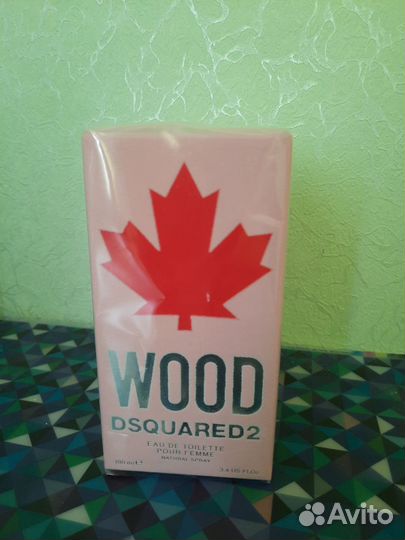 WOOD
DSQUARED2
EAU DE TOILETTE
POUR FEMME
NATURAL SPRAY
100 ml ℮ 3.4 US Fl.Oz
Avito